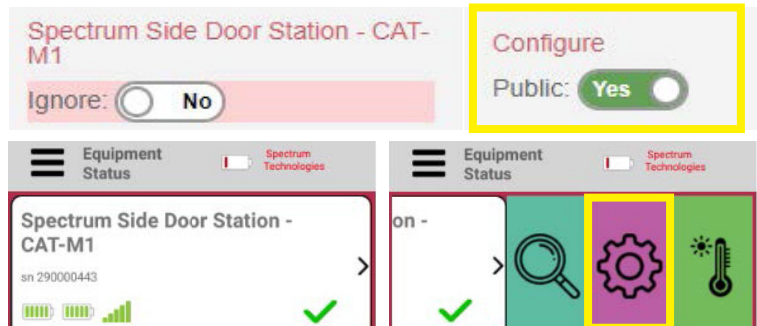 Spectrum Side Door Station - CAT-
M1
Ignore: No
Configure
Public: Yes
Equipment
Status
Spectrum
Technologies
Spectrum Side Door Station -
CAT-M1
sn 290000443
Equipment
Status
Spectrum
Technologies
on -